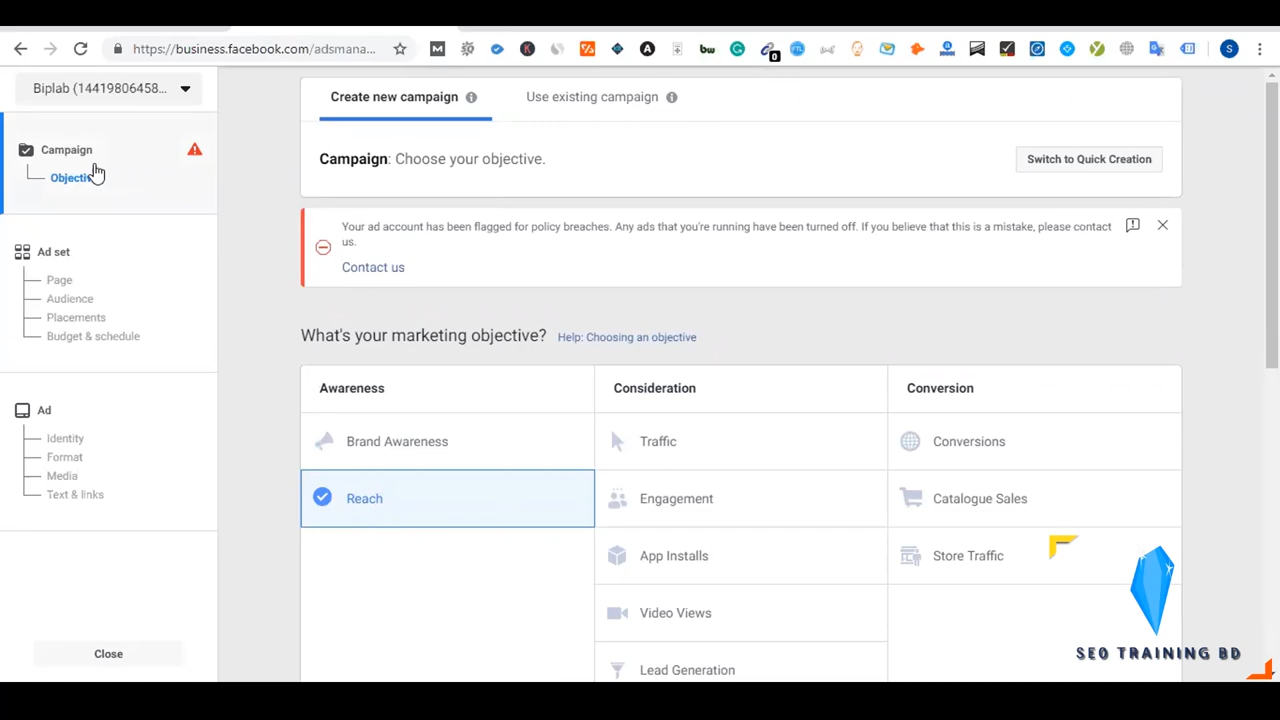 https://business.facebook.com/adsmana...
Biplab (14419806458...
Campaign
Ad set
Page
Audience
Placements
Budget & schedule
Ad
Identity
Format
Media
Text & links
Close
Create new campaign
Use existing campaign
Campaign: Choose your objective.
Switch to Quick Creation
Your ad account has been flagged for policy breaches. Any ads that you're running have been turned off. If you believe that this is a mistake, please contact
us.
Contact us
What's your marketing objective?
Help: Choosing an objective
Awareness
Brand Awareness
Reach
Consideration
Traffic
Engagement
App Installs
Video Views
Lead Generation
Conversion
Conversions
Catalogue Sales
Store Traffic
SEO TRAINING BD